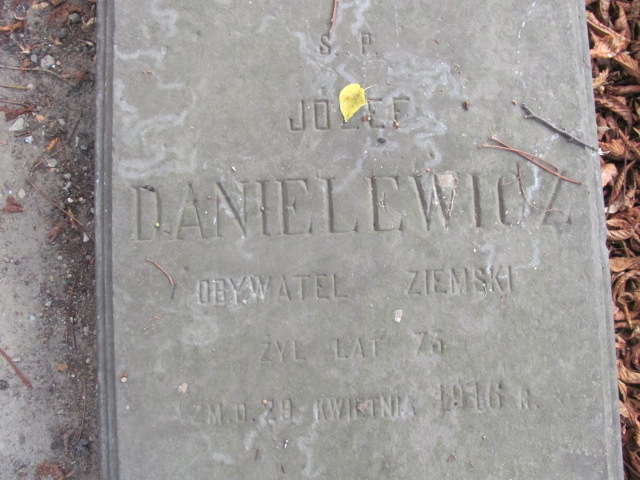 Ś. P.
JÓZEF
DANIELEWICZ
OBYWATEL ZIEMSKI
ŻYŁ LAT 75
ZM. D. 29 KWIETNIA 1916 R.